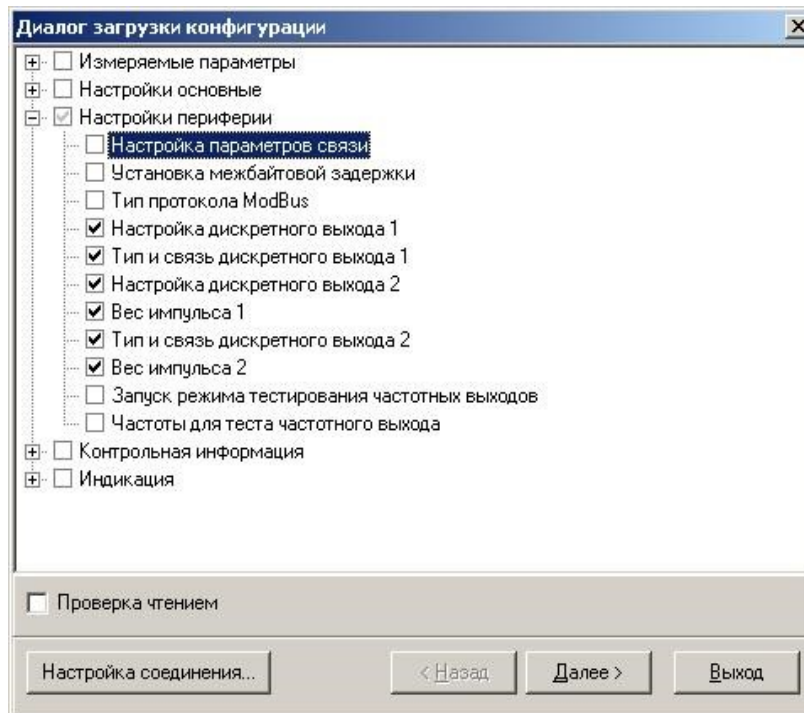 Диалог загрузки конфигурации
Измеряемые параметры
Настройки основные
Настройки периферии
Настройка параметров связи
Установка межбайтовой задержки
Тип протокола ModBus
Настройка дискретного выхода 1
Тип и связь дискретного выхода 1
Настройка дискретного выхода 2
Вес импульса 1
Тип и связь дискретного выхода 2
Вес импульса 2
Запуск режима тестирования частотных выходов
Частоты для теста частотного выхода
Контрольная информация
Индикация
Проверка чтением
Настройка соединения... < Назад Далее > Выход